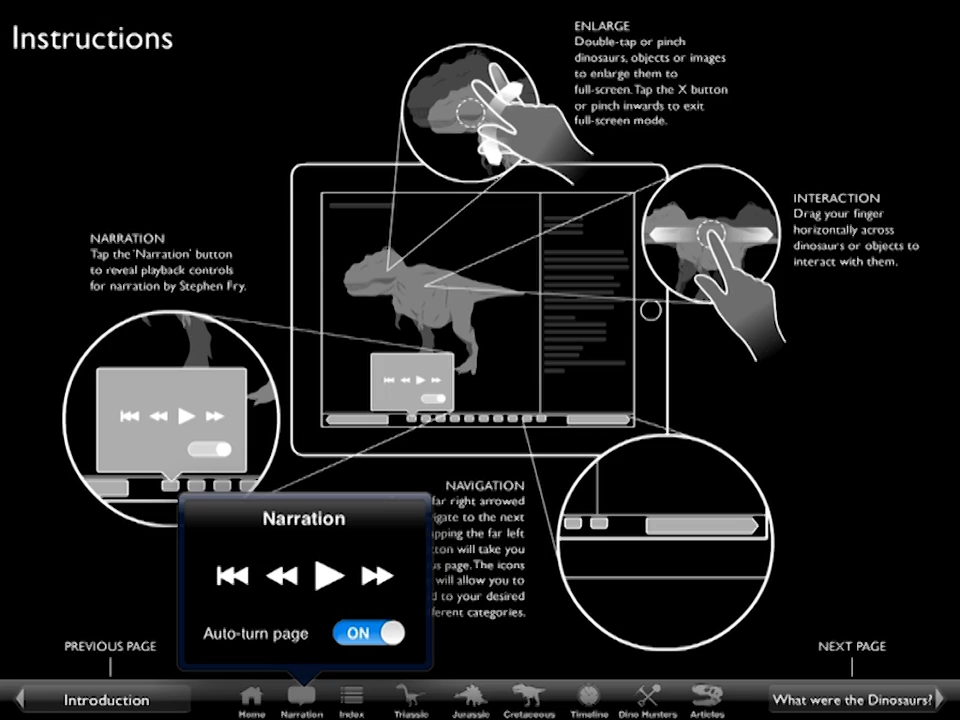 Instructions
ENLARGE
Double-tap or pinch
dinosaurs, objects or images
to enlarge them to
full-screen. Tap the X button
or pinch inwards to exit
full-screen mode.
INTERACTION
Drag your finger
horizontally across
dinosaurs or objects to
interact with them.
NARRATION
Tap the 'Narration' button
to reveal playback controls
for narration by Stephen Fry.
NAVIGATION
far right arrowed
to the next
the far left
will take you
page. The icons
will allow you to
to your desired
categories.
Narration
Auto-turn page
ON
PREVIOUS PAGE
NEXT PAGE
Introduction
Home
Narration
Index
Triassic
Jurassic
Cretaceous
Timeline
Dino Hunters
Articles
What were the Dinosaurs?